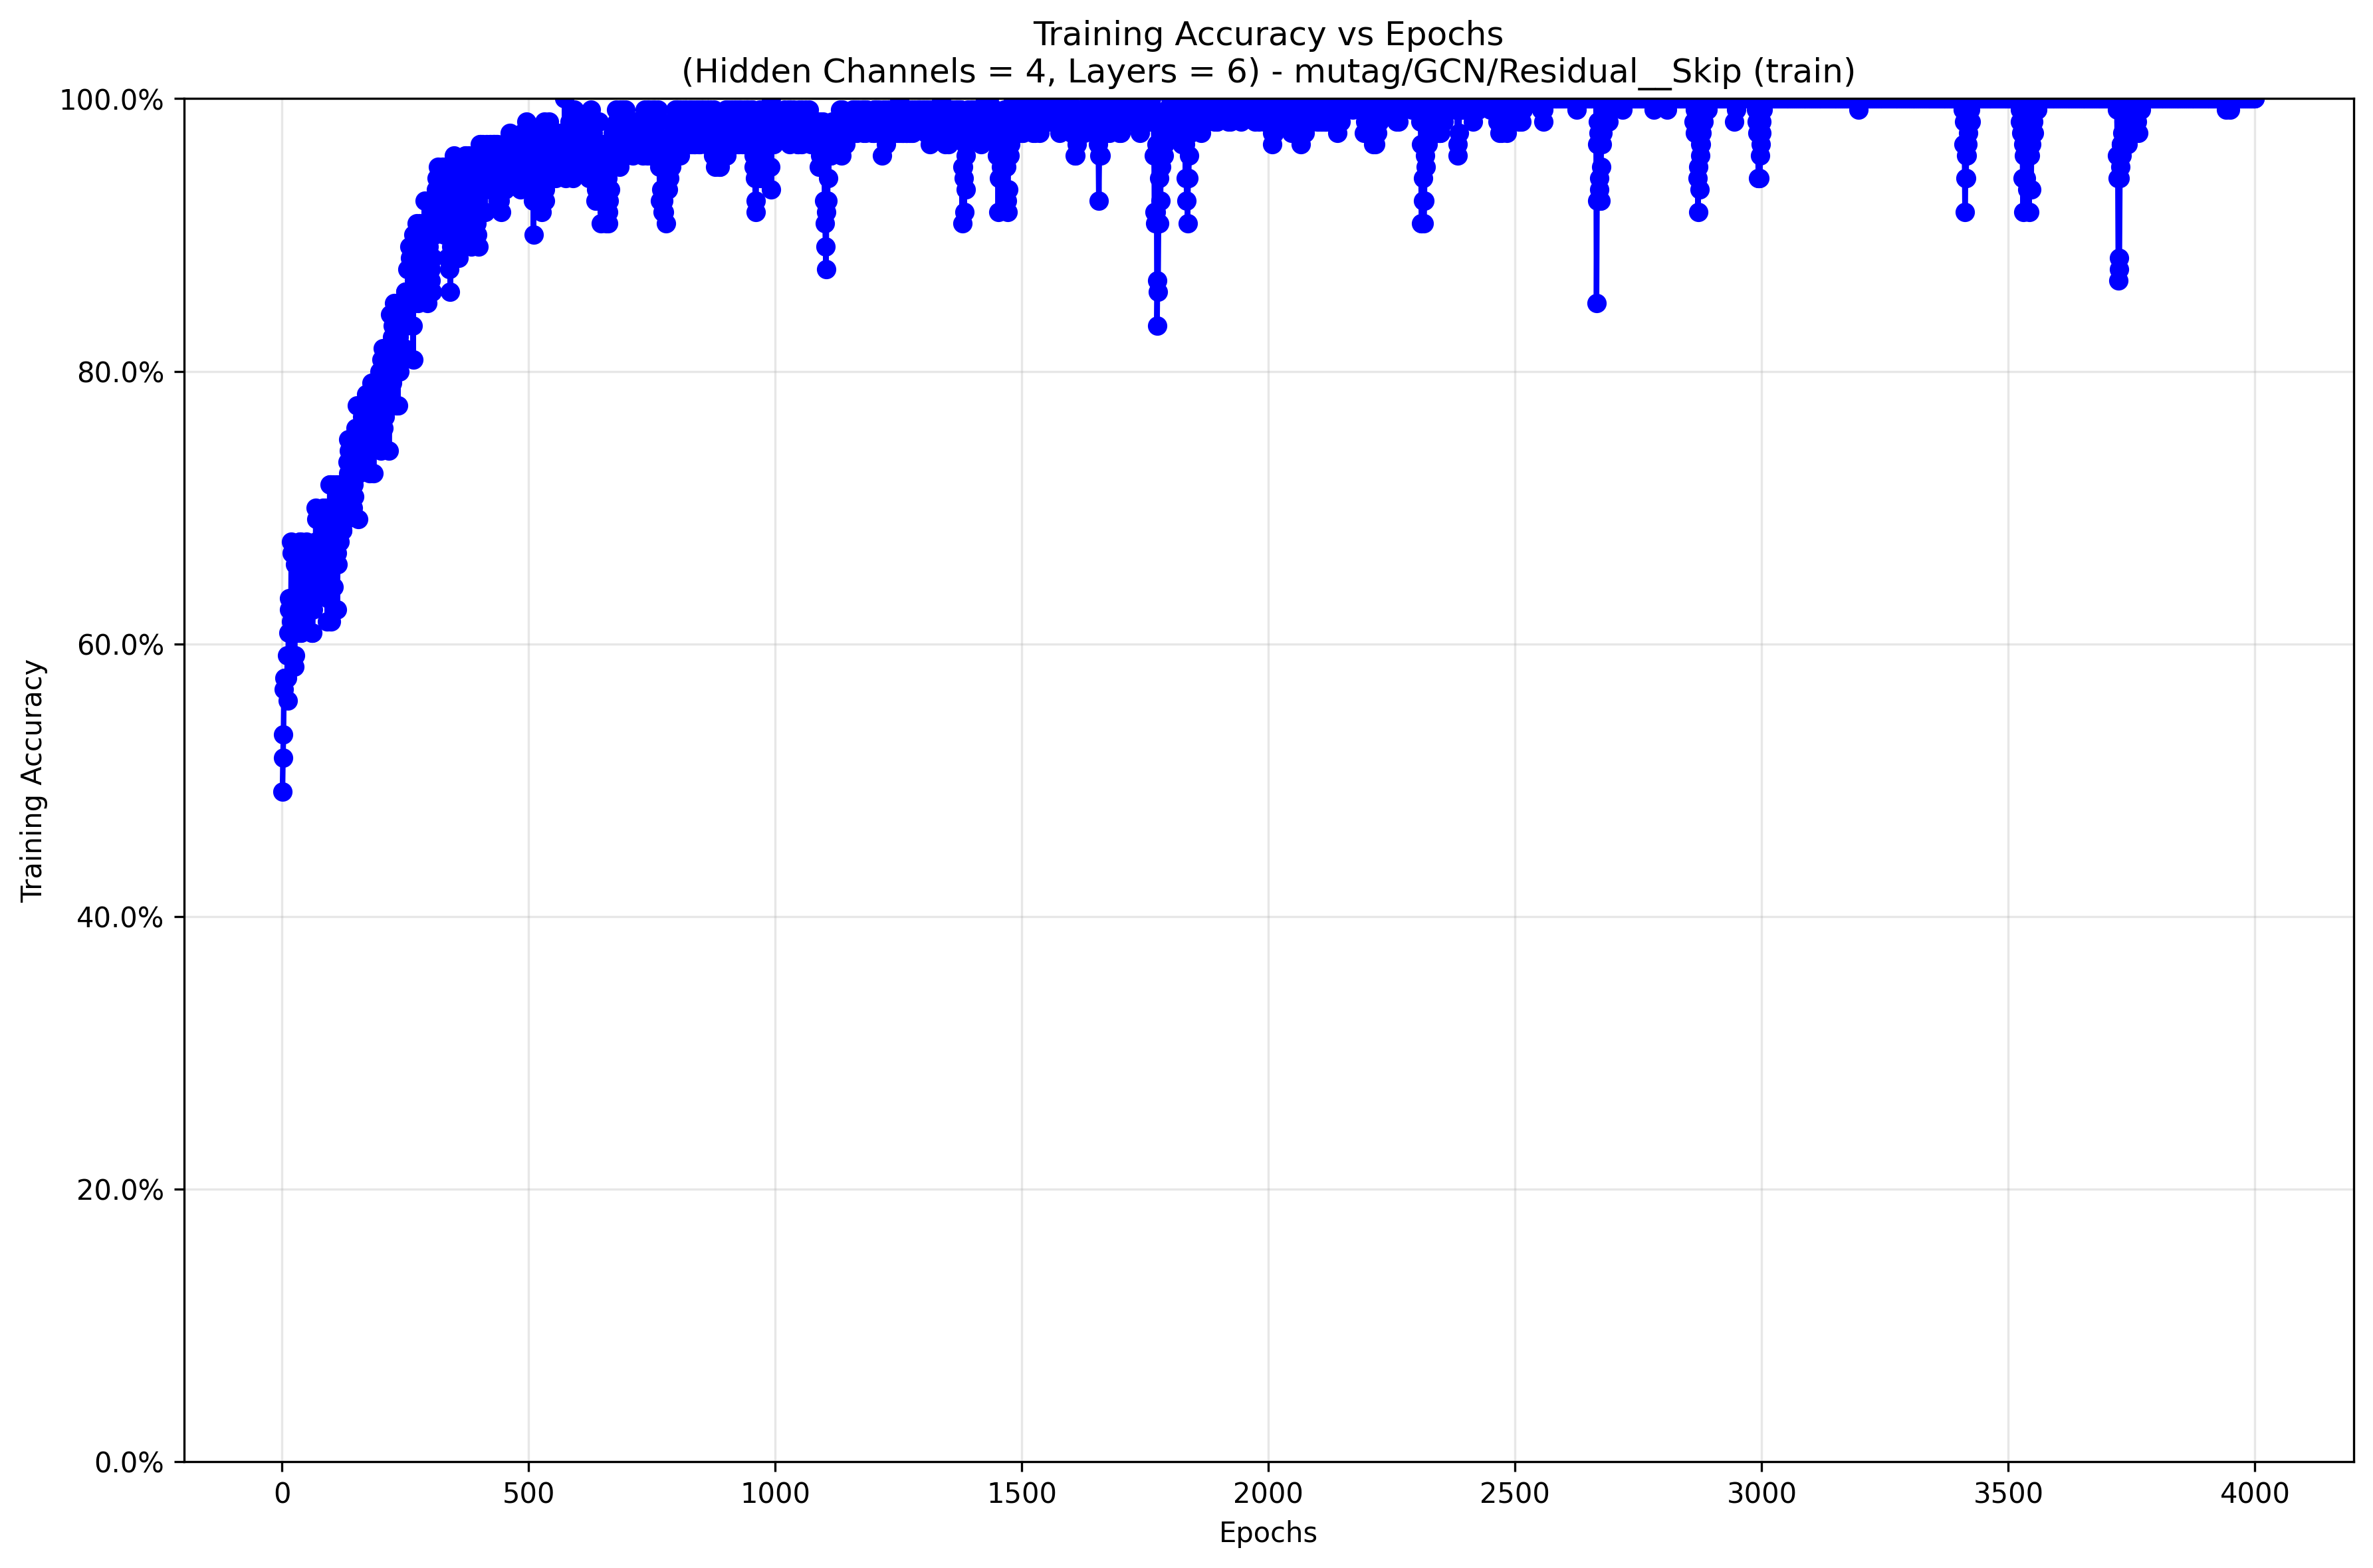 Training Accuracy vs Epochs
(Hidden Channels = 4, Layers = 6) - mutag/GCN/Residual__Skip (train)
100.0%
80.0%
60.0%
40.0%
20.0%
0.0%
Training Accuracy
0 500 1000 1500 2000 2500 3000 3500 4000
Epochs